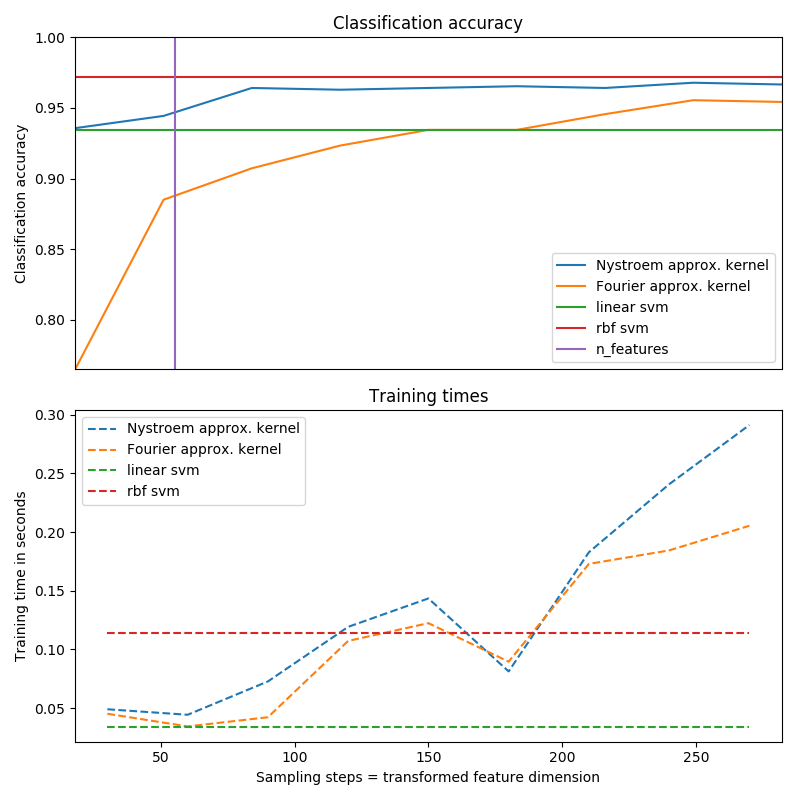 Classification accuracy
1.00
0.95
0.90
0.85
0.80
Classification accuracy
Nystroem approx. kernel
Fourier approx. kernel
linear svm
rbf svm
n_features
Training times
0.30
0.25
0.20
0.15
0.10
0.05
Training time in seconds
Nystroem approx. kernel
Fourier approx. kernel
linear svm
rbf svm
50 100 150 200 250
Sampling steps = transformed feature dimension